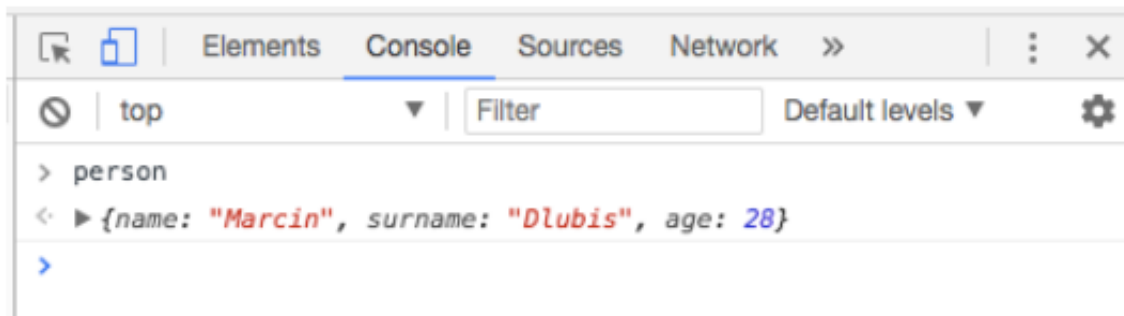 Elements Console Sources Network »
top ▼ Filter Default levels ▼
> person
<· ▶ {name: "Marcin", surname: "Dlubis", age: 28}
>